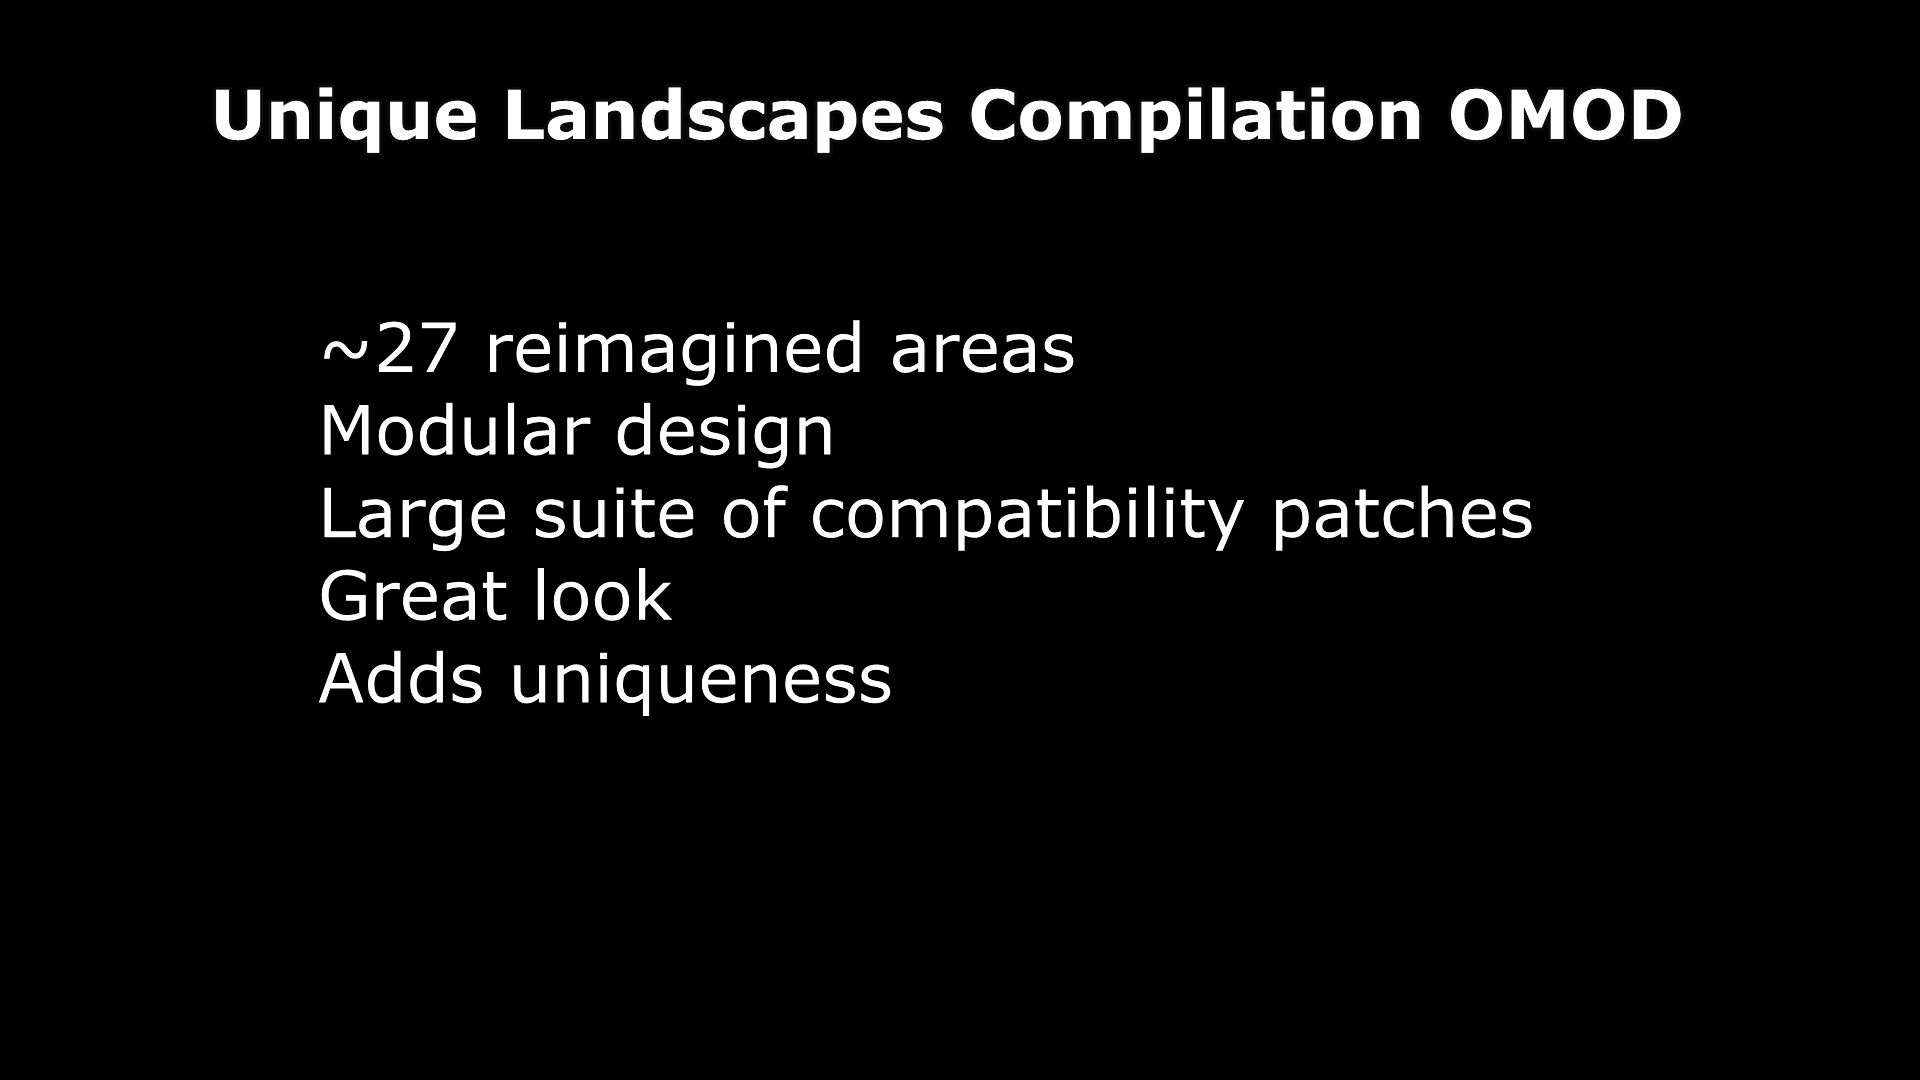 Unique Landscapes Compilation OMOD
~27 reimagined areas
Modular design
Large suite of compatibility patches
Great look
Adds uniqueness